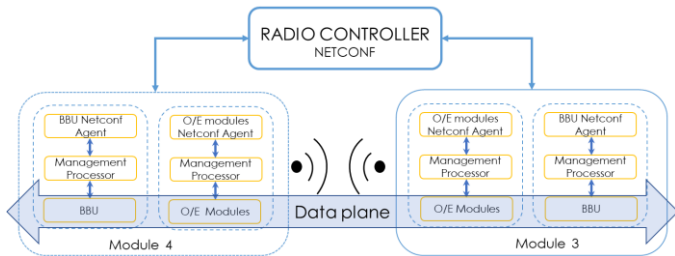 RADIO CONTROLLER
NETCONF
BBU Netconf
Agent
O/E modules
Netconf Agent
O/E modules
Netconf Agent
BBU Netconf
Agent
Management
Processor
Management
Processor
Management
Processor
Management
Processor
BBU
O/E Modules
Data plane
O/E Modules
BBU
Module 4
Module 3